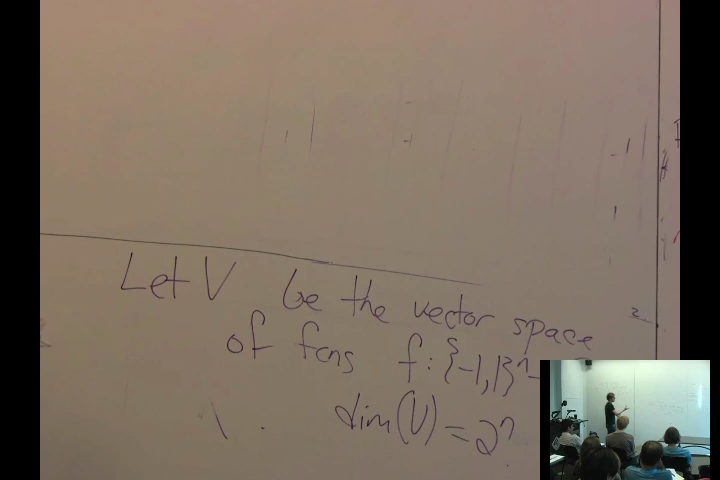 Let V be the vector space
of fcns f:{-1,1}ⁿ
dim(V) = 2ⁿ